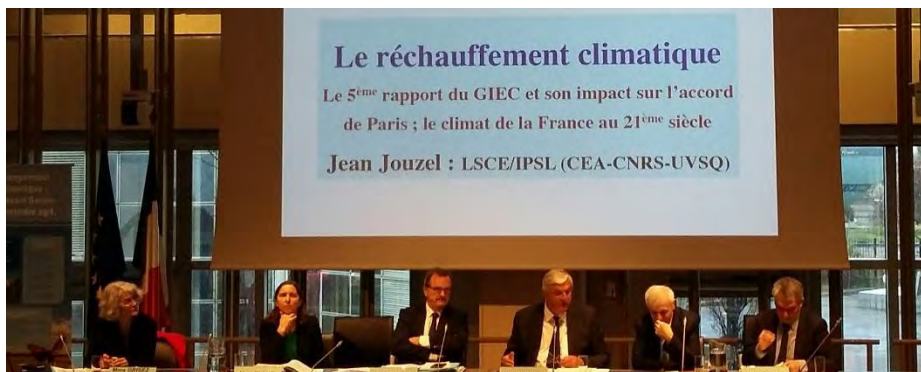 Le réchauffement climatique
Le 5ème rapport du GIEC et son impact sur l'accord
de Paris ; le climat de la France au 21ème siècle
Jean Jouzel : LSCE/IPSL (CEA-CNRS-UVSQ)